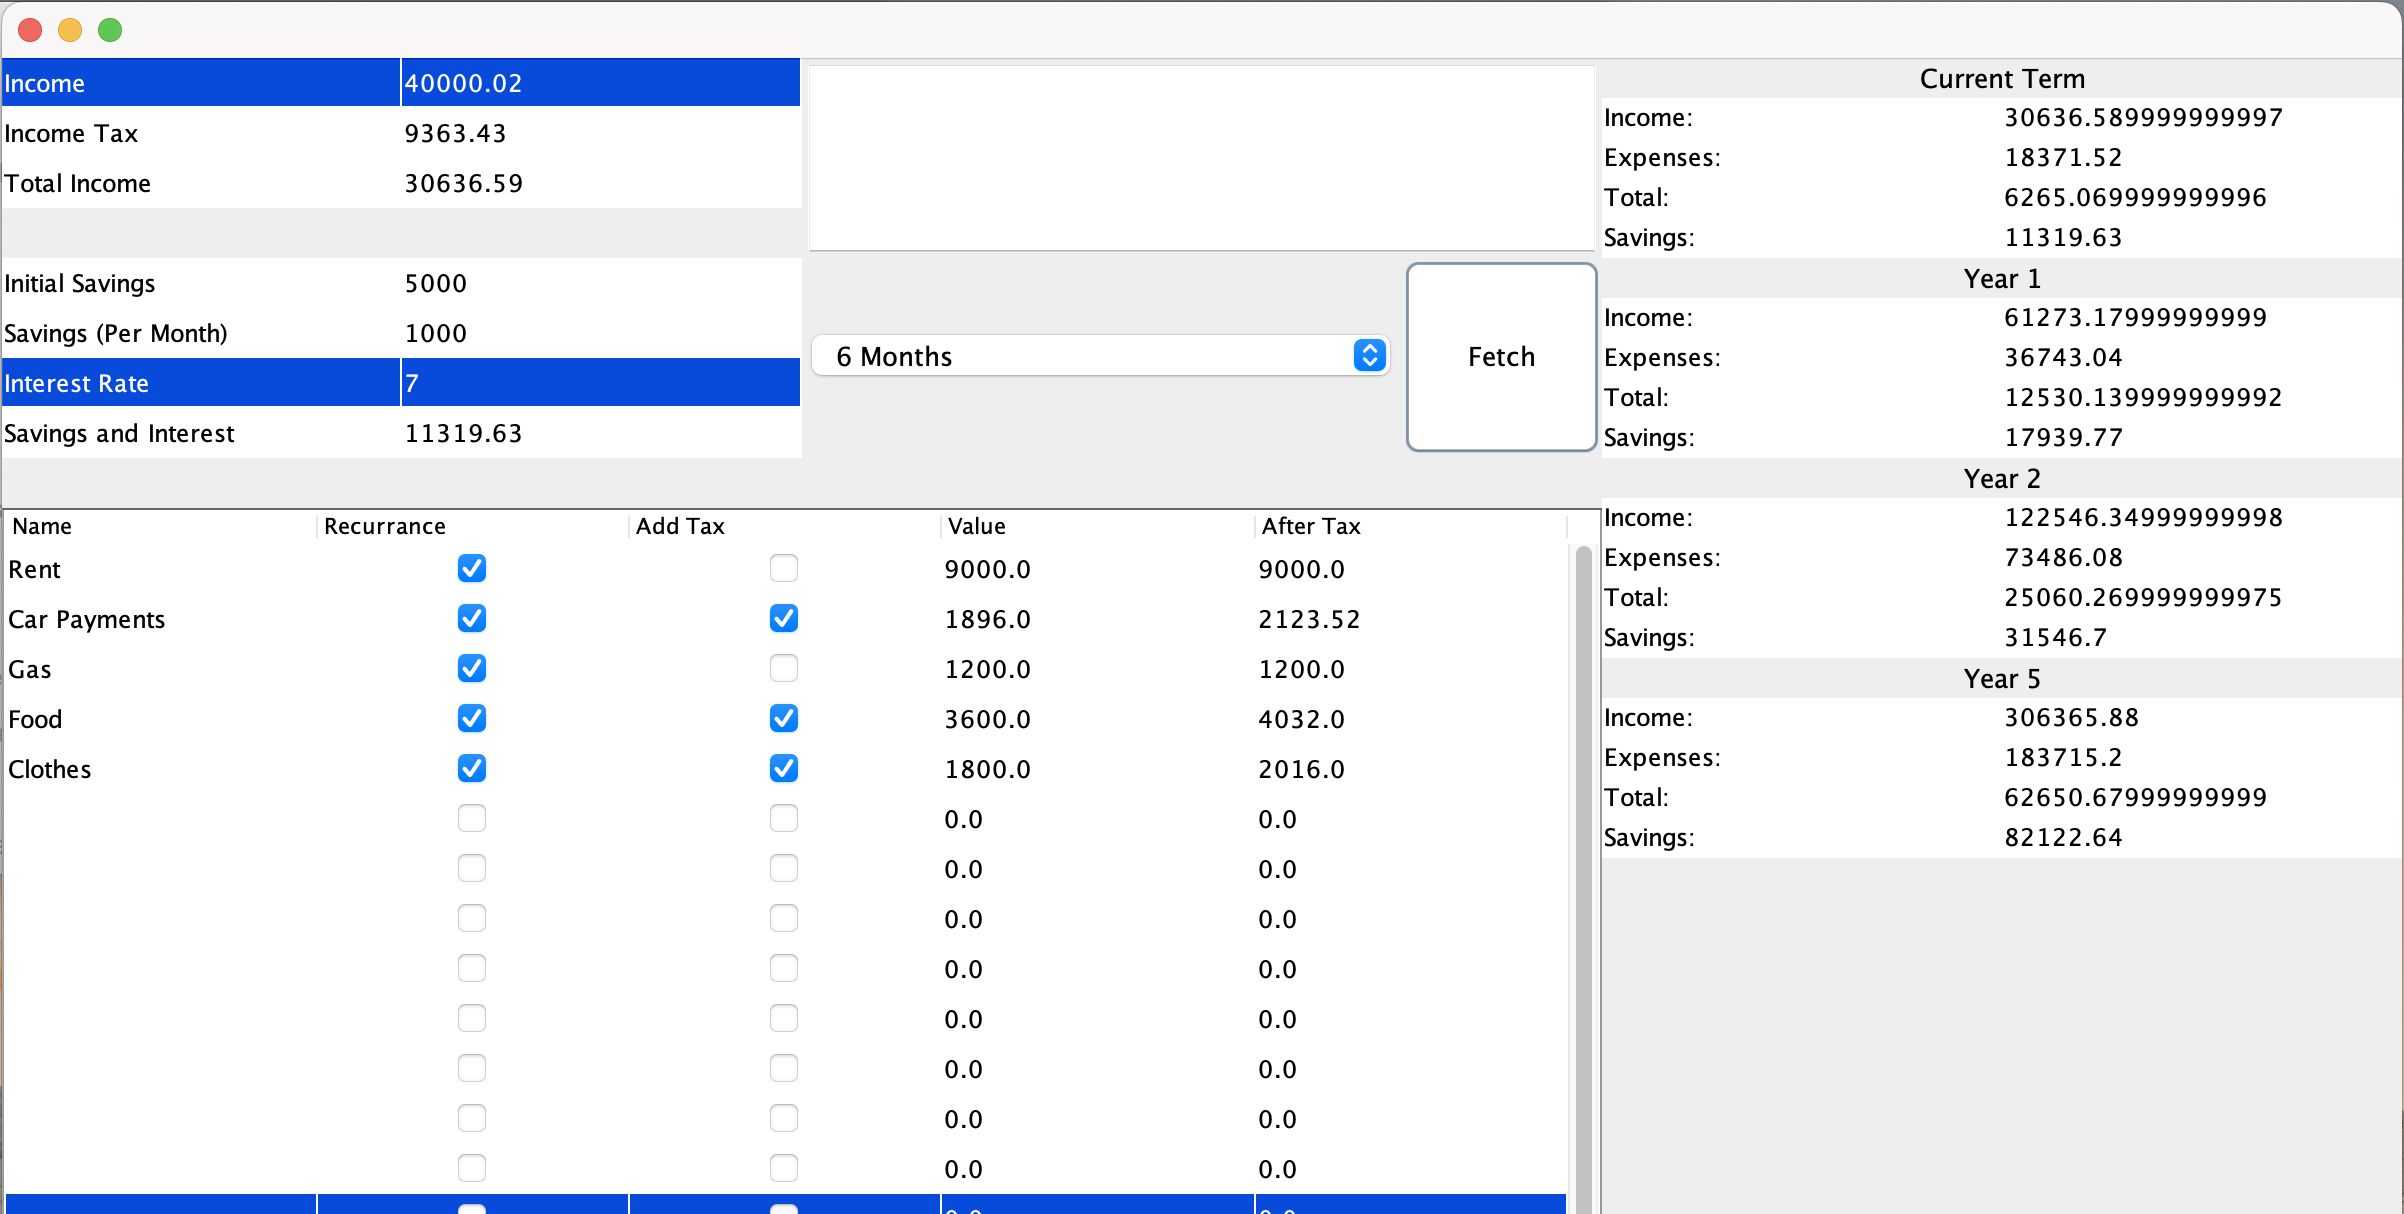 Income 40000.02
Income Tax 9363.43
Total Income 30636.59
Initial Savings 5000
Savings (Per Month) 1000
Interest Rate 7
Savings and Interest 11319.63
6 Months
Fetch
Name Recurrance Add Tax Value After Tax
Rent 9000.0 9000.0
Car Payments 1896.0 2123.52
Gas 1200.0 1200.0
Food 3600.0 4032.0
Clothes 1800.0 2016.0
0.0 0.0
0.0 0.0
0.0 0.0
0.0 0.0
0.0 0.0
0.0 0.0
0.0 0.0
0.0 0.0
Current Term
Income: 30636.589999999997
Expenses: 18371.52
Total: 6265.069999999996
Savings: 11319.63
Year 1
Income: 61273.17999999999
Expenses: 36743.04
Total: 12530.139999999992
Savings: 17939.77
Year 2
Income: 122546.34999999998
Expenses: 73486.08
Total: 25060.269999999975
Savings: 31546.7
Year 5
Income: 306365.88
Expenses: 183715.2
Total: 62650.67999999999
Savings: 82122.64